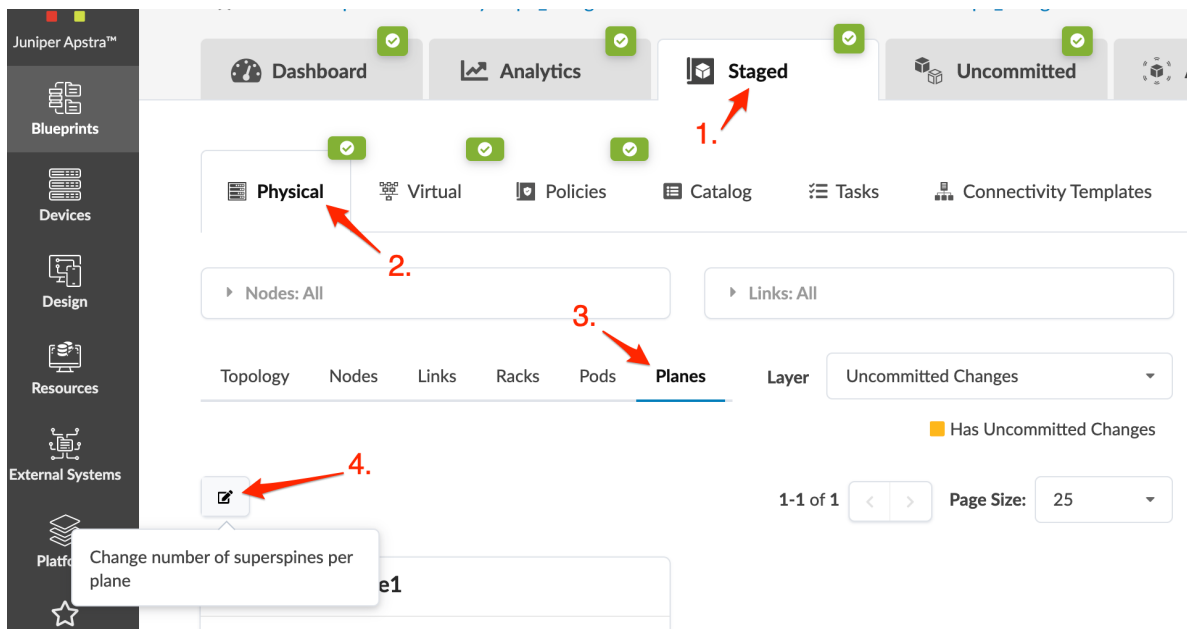 Juniper Apstra™
Dashboard
Analytics
Staged
Uncommitted
1.
Blueprints
Physical
Virtual
Policies
Catalog
Tasks
Connectivity Templates
Devices
2.
Design
Nodes: All
Links: All
3.
Resources
Topology
Nodes
Links
Racks
Pods
Planes
Layer
Uncommitted Changes
Has Uncommitted Changes
External Systems
4.
1-1 of 1
Page Size:
25
Change number of superspines per
plane
e1